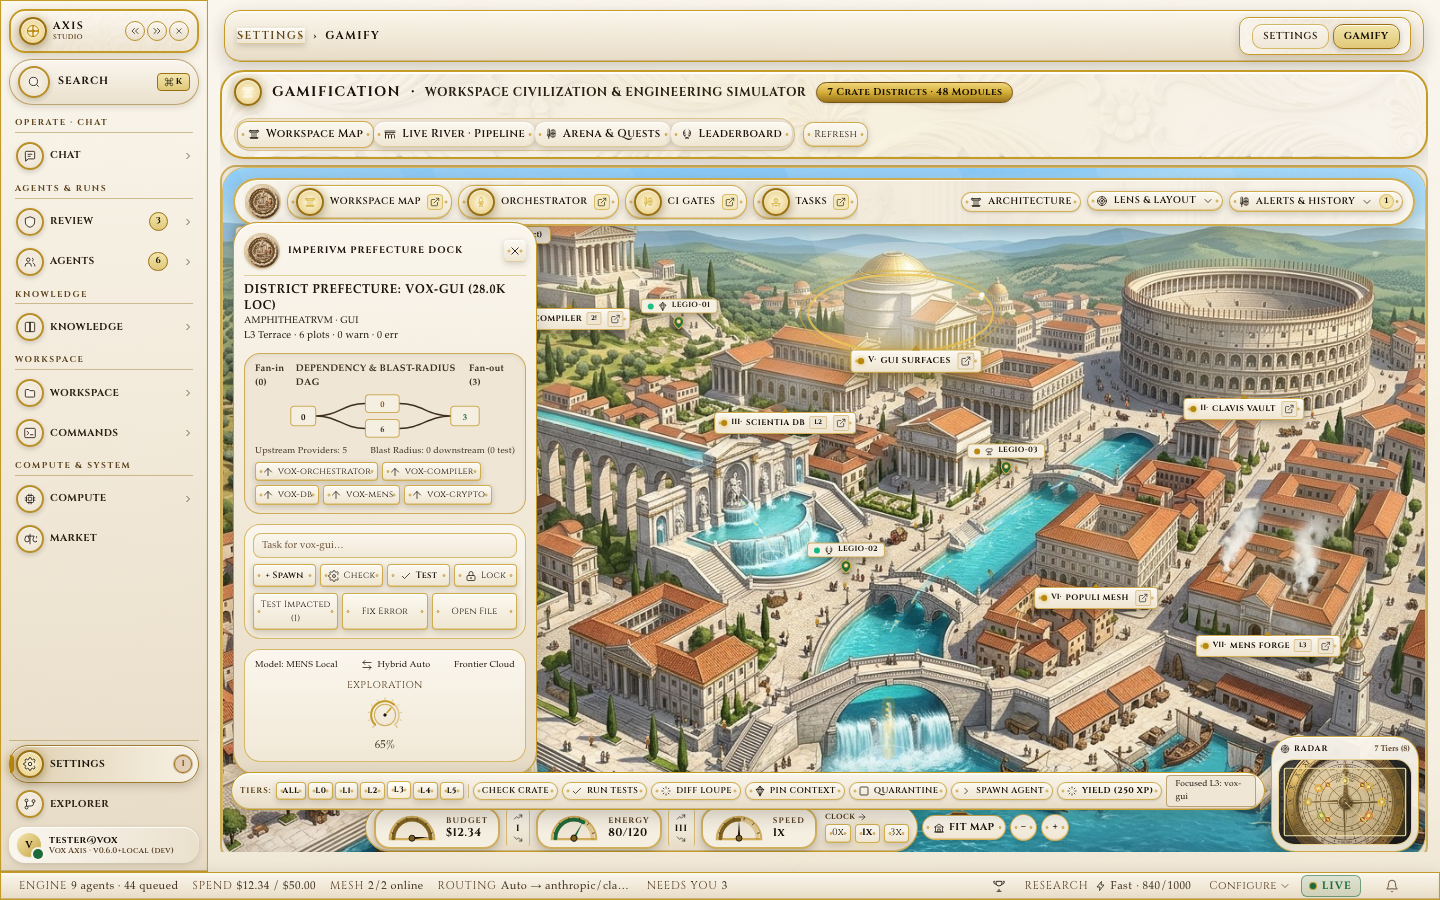 AXIS
STUDIO
SEARCH
⌘ K
OPERATE · CHAT
CHAT
AGENTS & RUNS
REVIEW 3
AGENTS 6
KNOWLEDGE
KNOWLEDGE
WORKSPACE
WORKSPACE
COMMANDS
COMPUTE & SYSTEM
COMPUTE
MARKET
SETTINGS 1
EXPLORER
V
TESTER@VOX
VOX AXIS · V0.6.0+LOCAL (DEV)
SETTINGS › GAMIFY
SETTINGS GAMIFY
GAMIFICATION · WORKSPACE CIVILIZATION & ENGINEERING SIMULATOR 7 CRATE DISTRICTS · 48 MODULES
WORKSPACE MAP LIVE RIVER · PIPELINE ARENA & QUESTS LEADERBOARD REFRESH
WORKSPACE MAP ORCHESTRATOR CI GATES TASKS ARCHITECTURE LENS & LAYOUT ALERTS & HISTORY 1
IMPERIVM PREFECTURE DOCK
DISTRICT PREFECTURE: VOX-GUI (28.0K
LOC)
AMPHITHEATRVM · GUI
L3 Terrace · 6 plots · 0 warn · 0 err
Fan-in
(0)
DEPENDENCY & BLAST-RADIUS
DAG
Fan-out
(3)
0
0
6
3
Upstream Providers: 5 Blast Radius: 0 downstream (0 test)
VOX-ORCHESTRATOR VOX-COMPILER
VOX-DB VOX-MENS VOX-CRYPTO
Task for vox-gui...
+ SPAWN CHECK TEST LOCK
TEST IMPACTED
(1)
FIX ERROR OPEN FILE
Model: MENS Local Hybrid Auto Frontier Cloud
EXPLORATION
65%
LEGIO-01
COMPILER
V· GUI SURFACES
II· CLAVIS VAULT
III· SCIENTIA DB L2
LEGIO-03
LEGIO-02
VI· POPULI MESH
VII· MENS FORGE L3
RADAR 7 Tiers (8)
TIERS: ALL L0 L1 L2 L3 L4 L5 CHECK CRATE RUN TESTS DIFF LOUPE PIN CONTEXT QUARANTINE SPAWN AGENT YIELD (250 XP)
Focused L3: vox-
gui
BUDGET
$12.34
I
ENERGY
80/120
III
SPEED
1X
CLOCK →
0X 1X 3X
FIT MAP − +
ENGINE 9 agents · 44 queued SPEND $12.34 / $50.00 MESH 2/2 online ROUTING Auto → anthropic/cla... NEEDS YOU 3 RESEARCH Fast · 840/1000 CONFIGURE LIVE